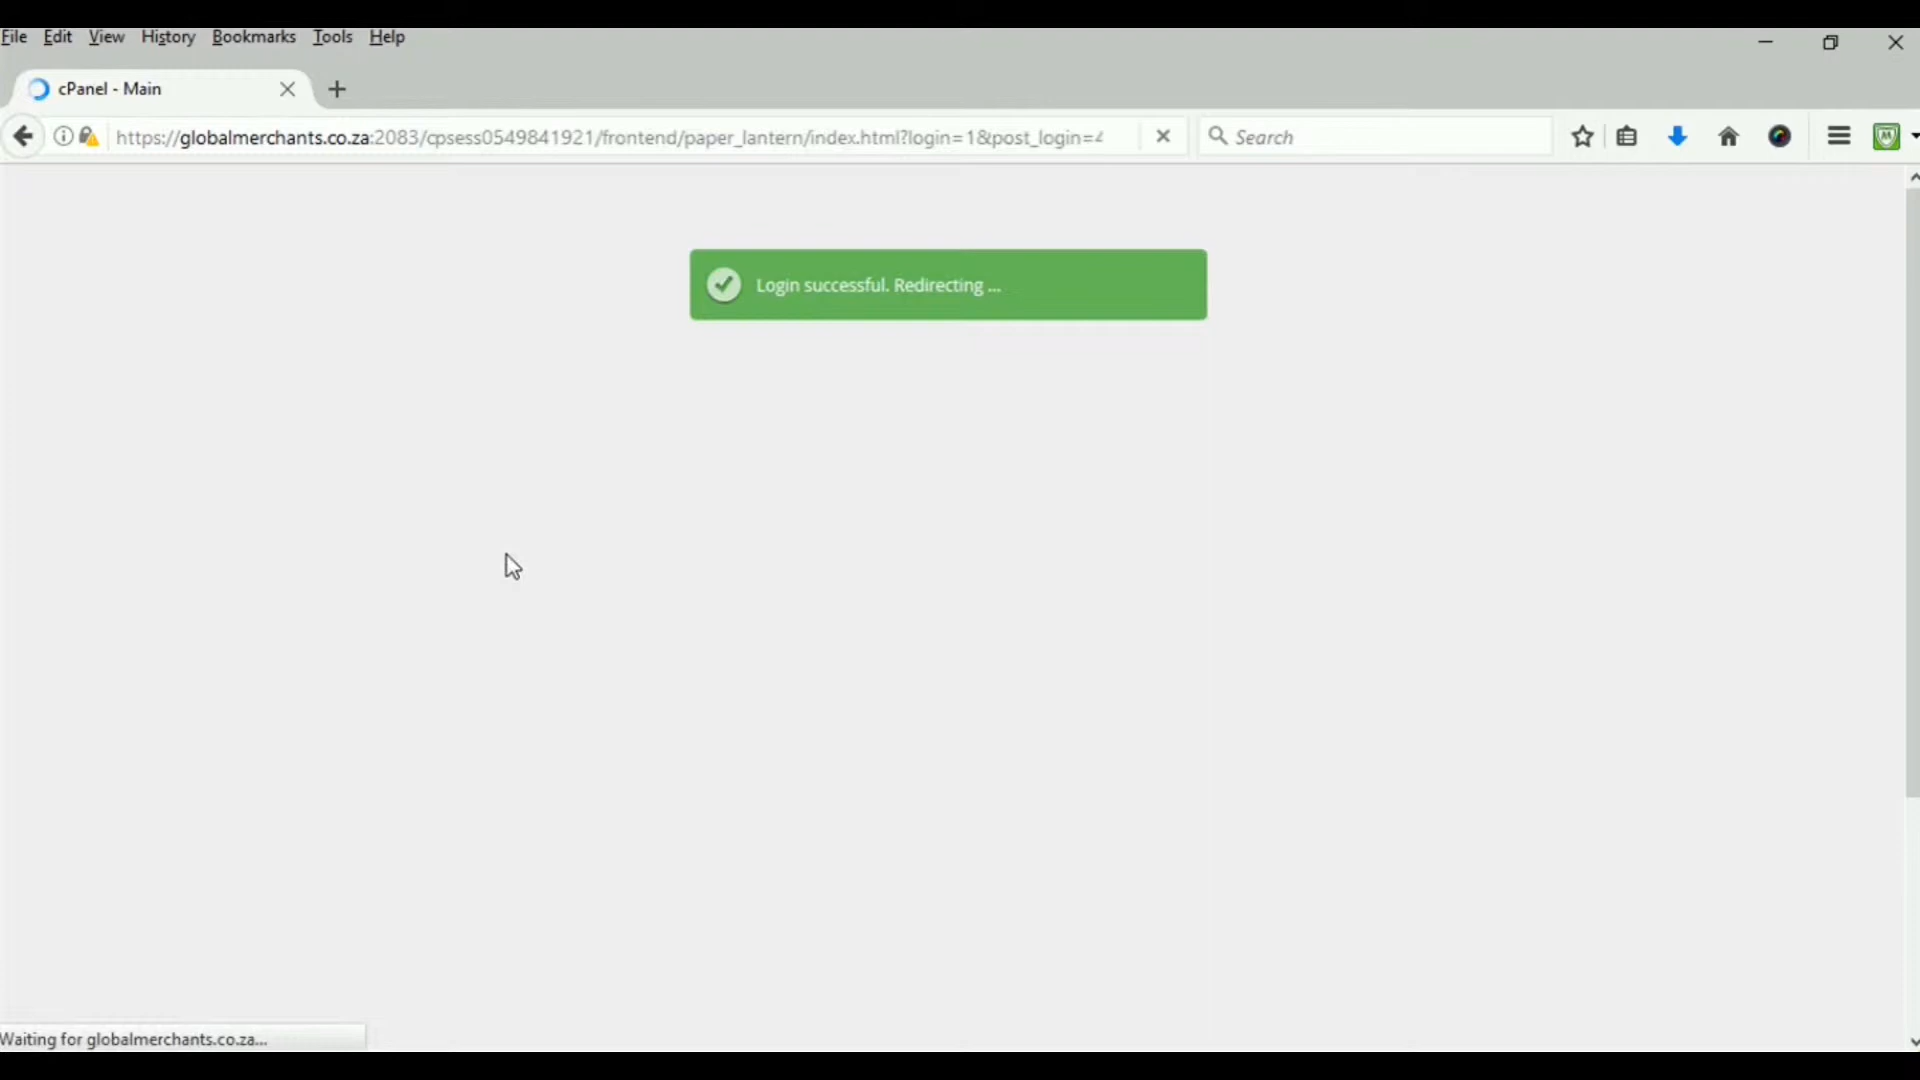 File Edit View History Bookmarks Tools Help
cPanel - Main
https://globalmerchants.co.za:2083/cpsess0549841921/frontend/paper_lantern/index.html?login=1&post_login=4
Search
Login successful. Redirecting ...
Waiting for globalmerchants.co.za...